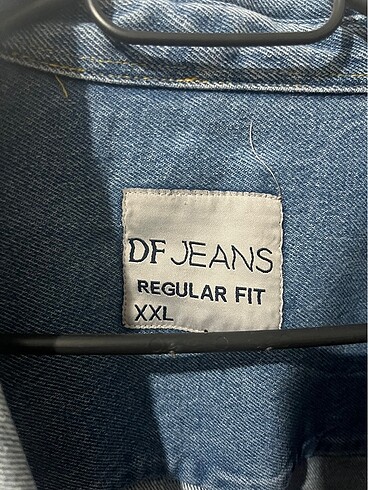 DF JEANS
REGULAR FIT
XXL